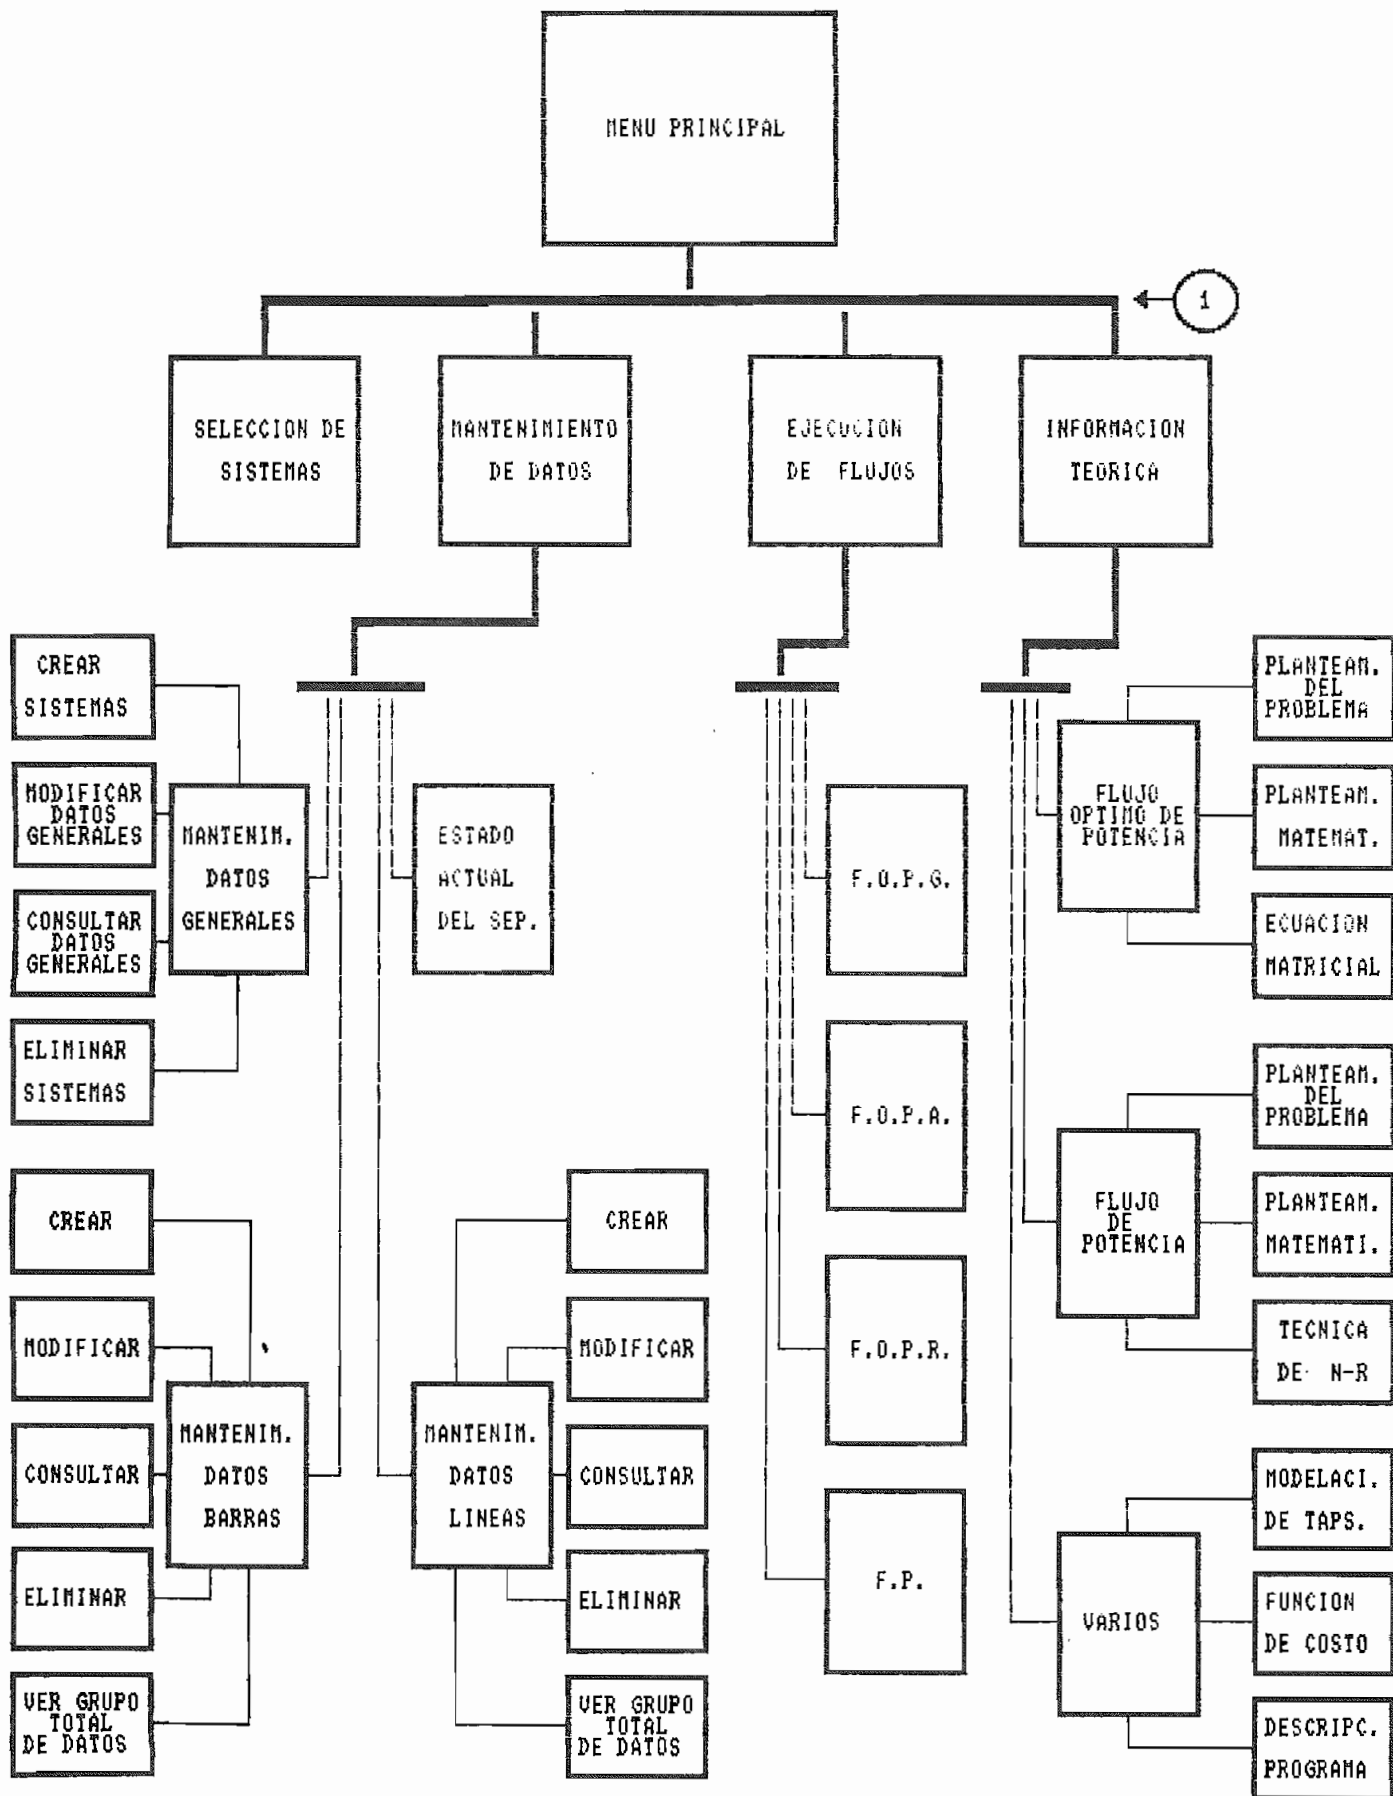 MENU PRINCIPAL
1
SELECCION DE
SISTEMAS
MANTENIMIENTO
DE DATOS
EJECUCION
DE FLUJOS
INFORMACION
TEORICA
CREAR
SISTEMAS
MODIFICAR
DATOS
GENERALES
CONSULTAR
DATOS
GENERALES
ELIMINAR
SISTEMAS
MANTENIM.
DATOS
GENERALES
ESTADO
ACTUAL
DEL SEP.
CREAR
MODIFICAR
CONSULTAR
ELIMINAR
VER GRUPO
TOTAL
DE DATOS
MANTENIM.
DATOS
BARRAS
MANTENIM.
DATOS
LINEAS
CREAR
MODIFICAR
CONSULTAR
ELIMINAR
VER GRUPO
TOTAL
DE DATOS
F.O.P.G.
F.O.P.A.
F.O.P.R.
F.P.
FLUJO
OPTIMO DE
POTENCIA
PLANTEAM.
DEL
PROBLEMA
PLANTEAM.
MATEMAT.
ECUACION
MATRICIAL
FLUJO
DE
POTENCIA
PLANTEAM.
DEL
PROBLEMA
PLANTEAM.
MATEMATI.
TECNICA
DE N-R
VARIOS
MODELACI.
DE TAPS.
FUNCION
DE COSTO
DESCRIPC.
PROGRAMA